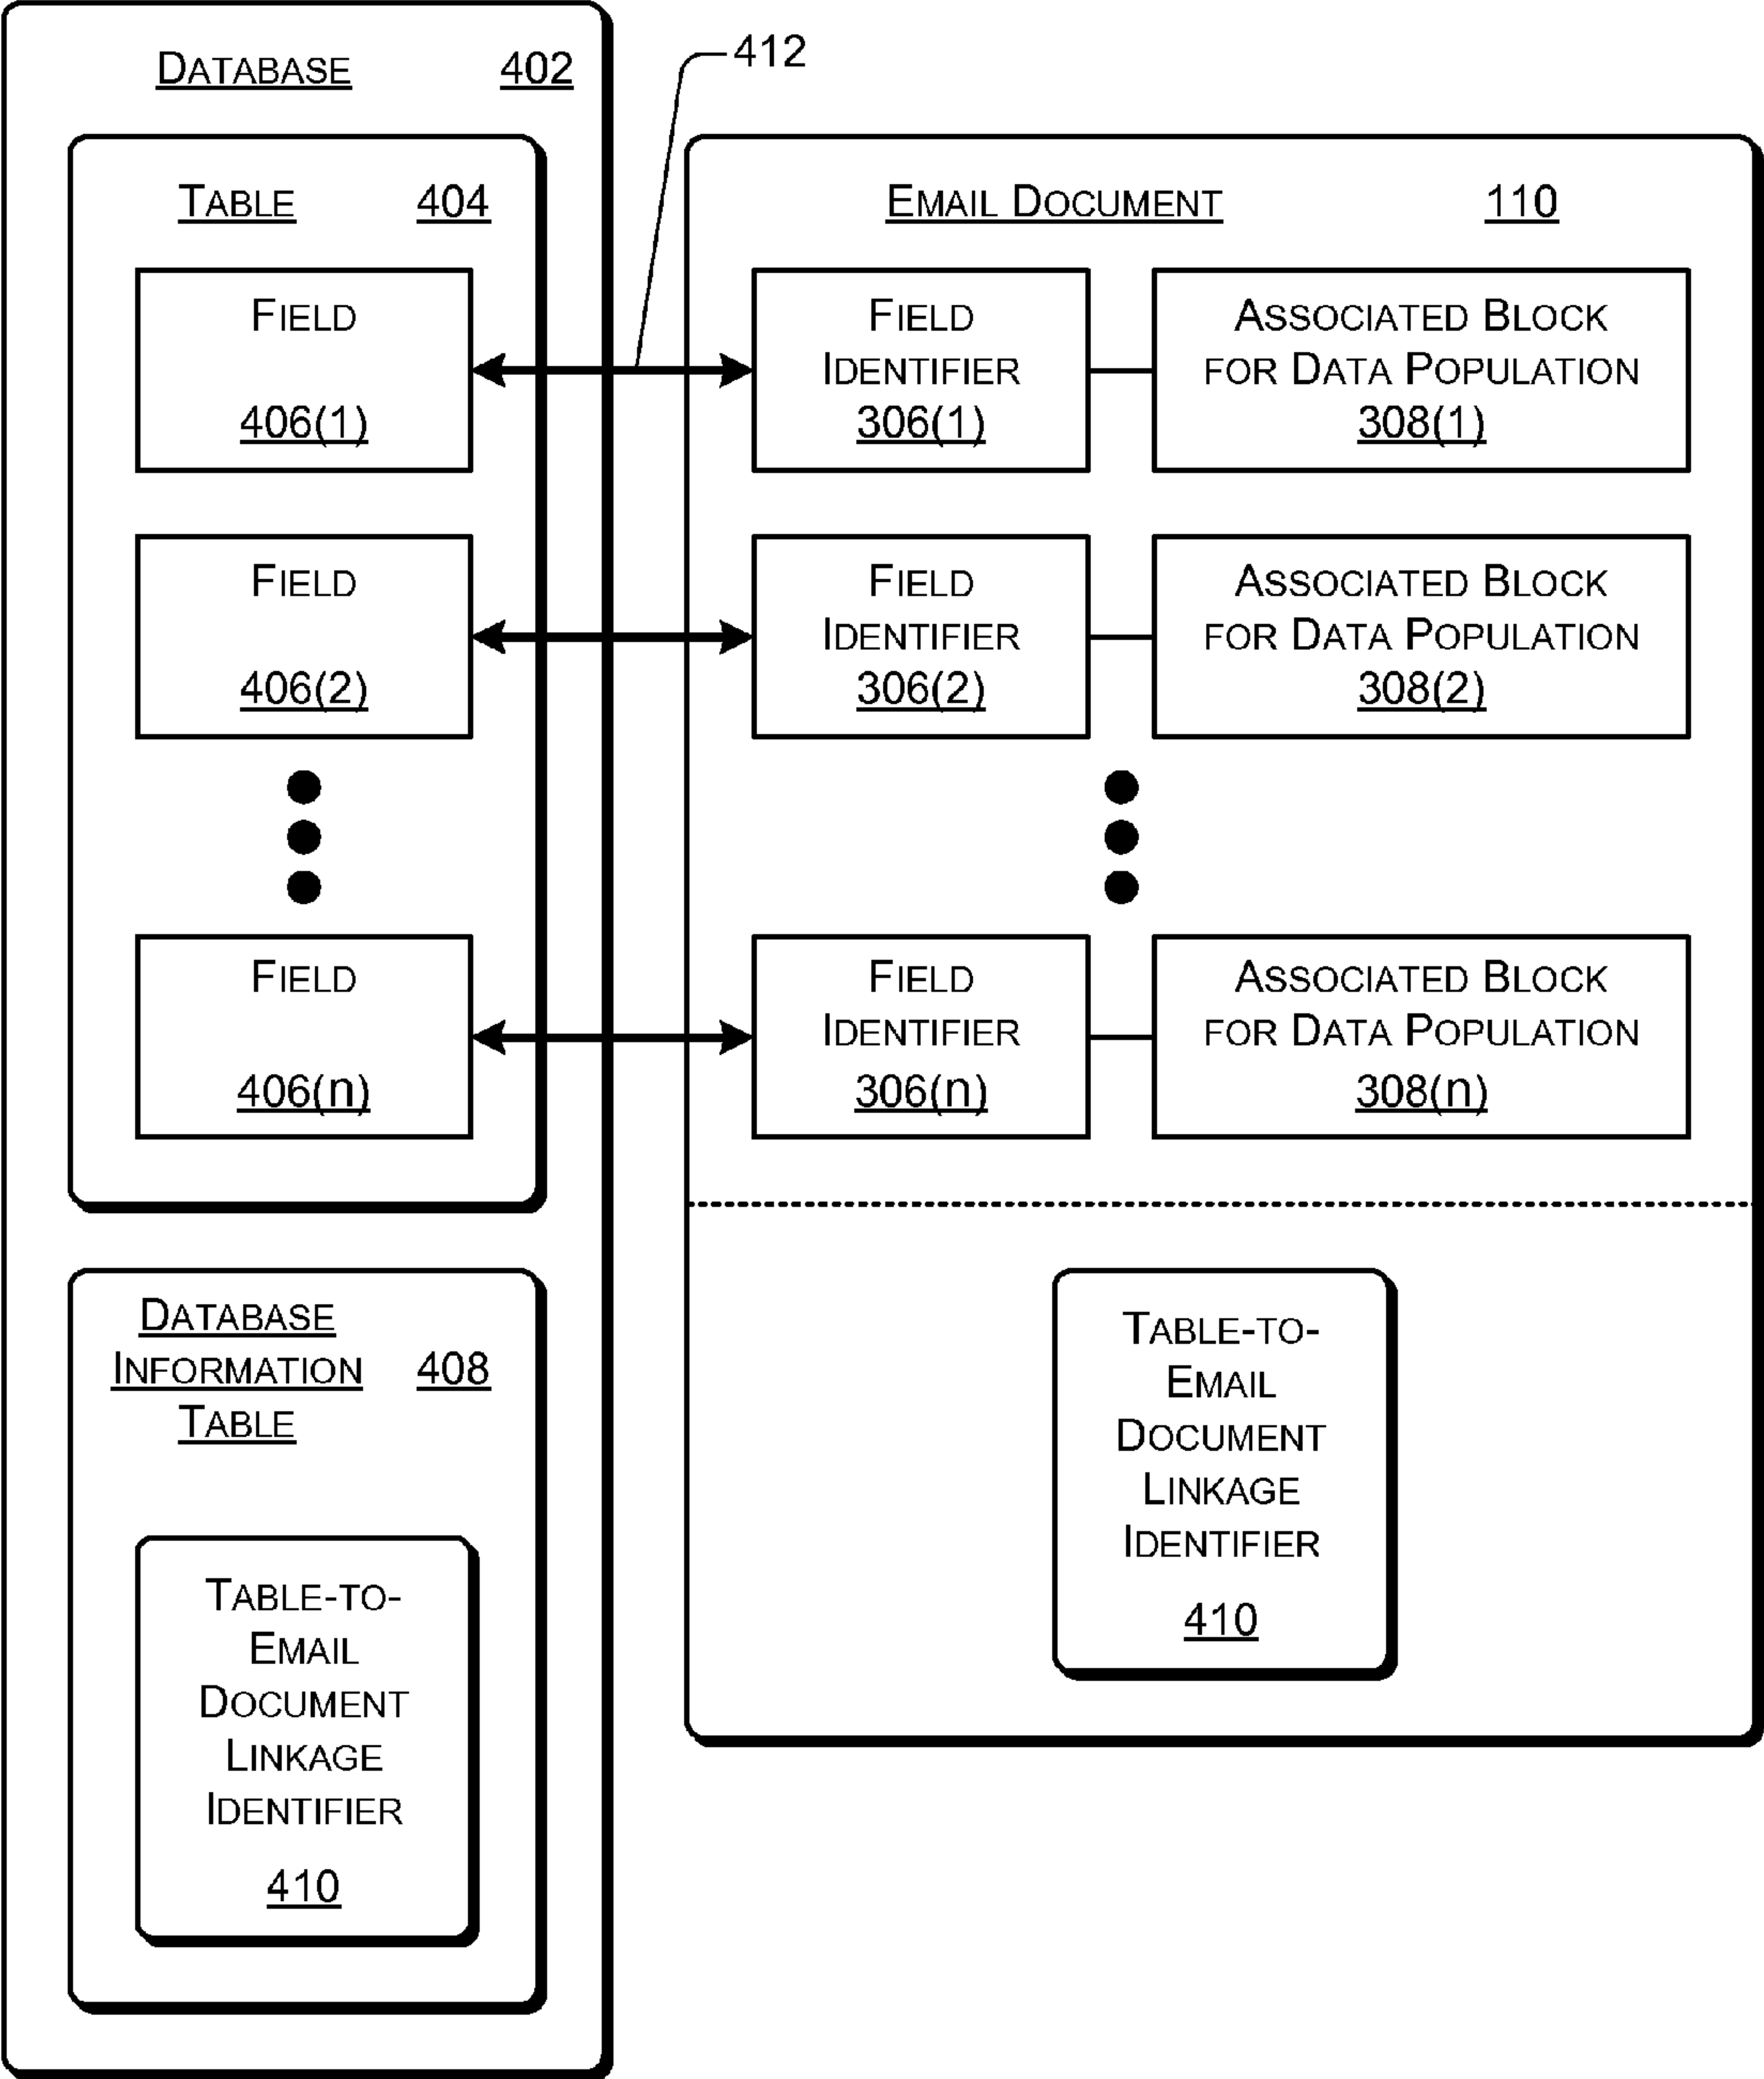 DATABASE 402
412
TABLE 404
EMAIL DOCUMENT 110
FIELD
406(1)
FIELD
IDENTIFIER
306(1)
ASSOCIATED BLOCK
FOR DATA POPULATION
308(1)
FIELD
406(2)
FIELD
IDENTIFIER
306(2)
ASSOCIATED BLOCK
FOR DATA POPULATION
308(2)
FIELD
406(n)
FIELD
IDENTIFIER
306(n)
ASSOCIATED BLOCK
FOR DATA POPULATION
308(n)
DATABASE
INFORMATION 408
TABLE
TABLE-TO-
EMAIL
DOCUMENT
LINKAGE
IDENTIFIER
410
TABLE-TO-
EMAIL
DOCUMENT
LINKAGE
IDENTIFIER
410